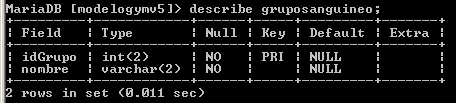 MariaDB [modelogymv5]> describe gruposanguineo;
+---------+------------+------+-----+---------+-------+
| Field   | Type       | Null | Key | Default | Extra |
+---------+------------+------+-----+---------+-------+
| idGrupo | int(2)     | NO   | PRI | NULL    |       |
| nombre  | varchar(2) | NO   |     | NULL    |       |
+---------+------------+------+-----+---------+-------+
2 rows in set (0.011 sec)